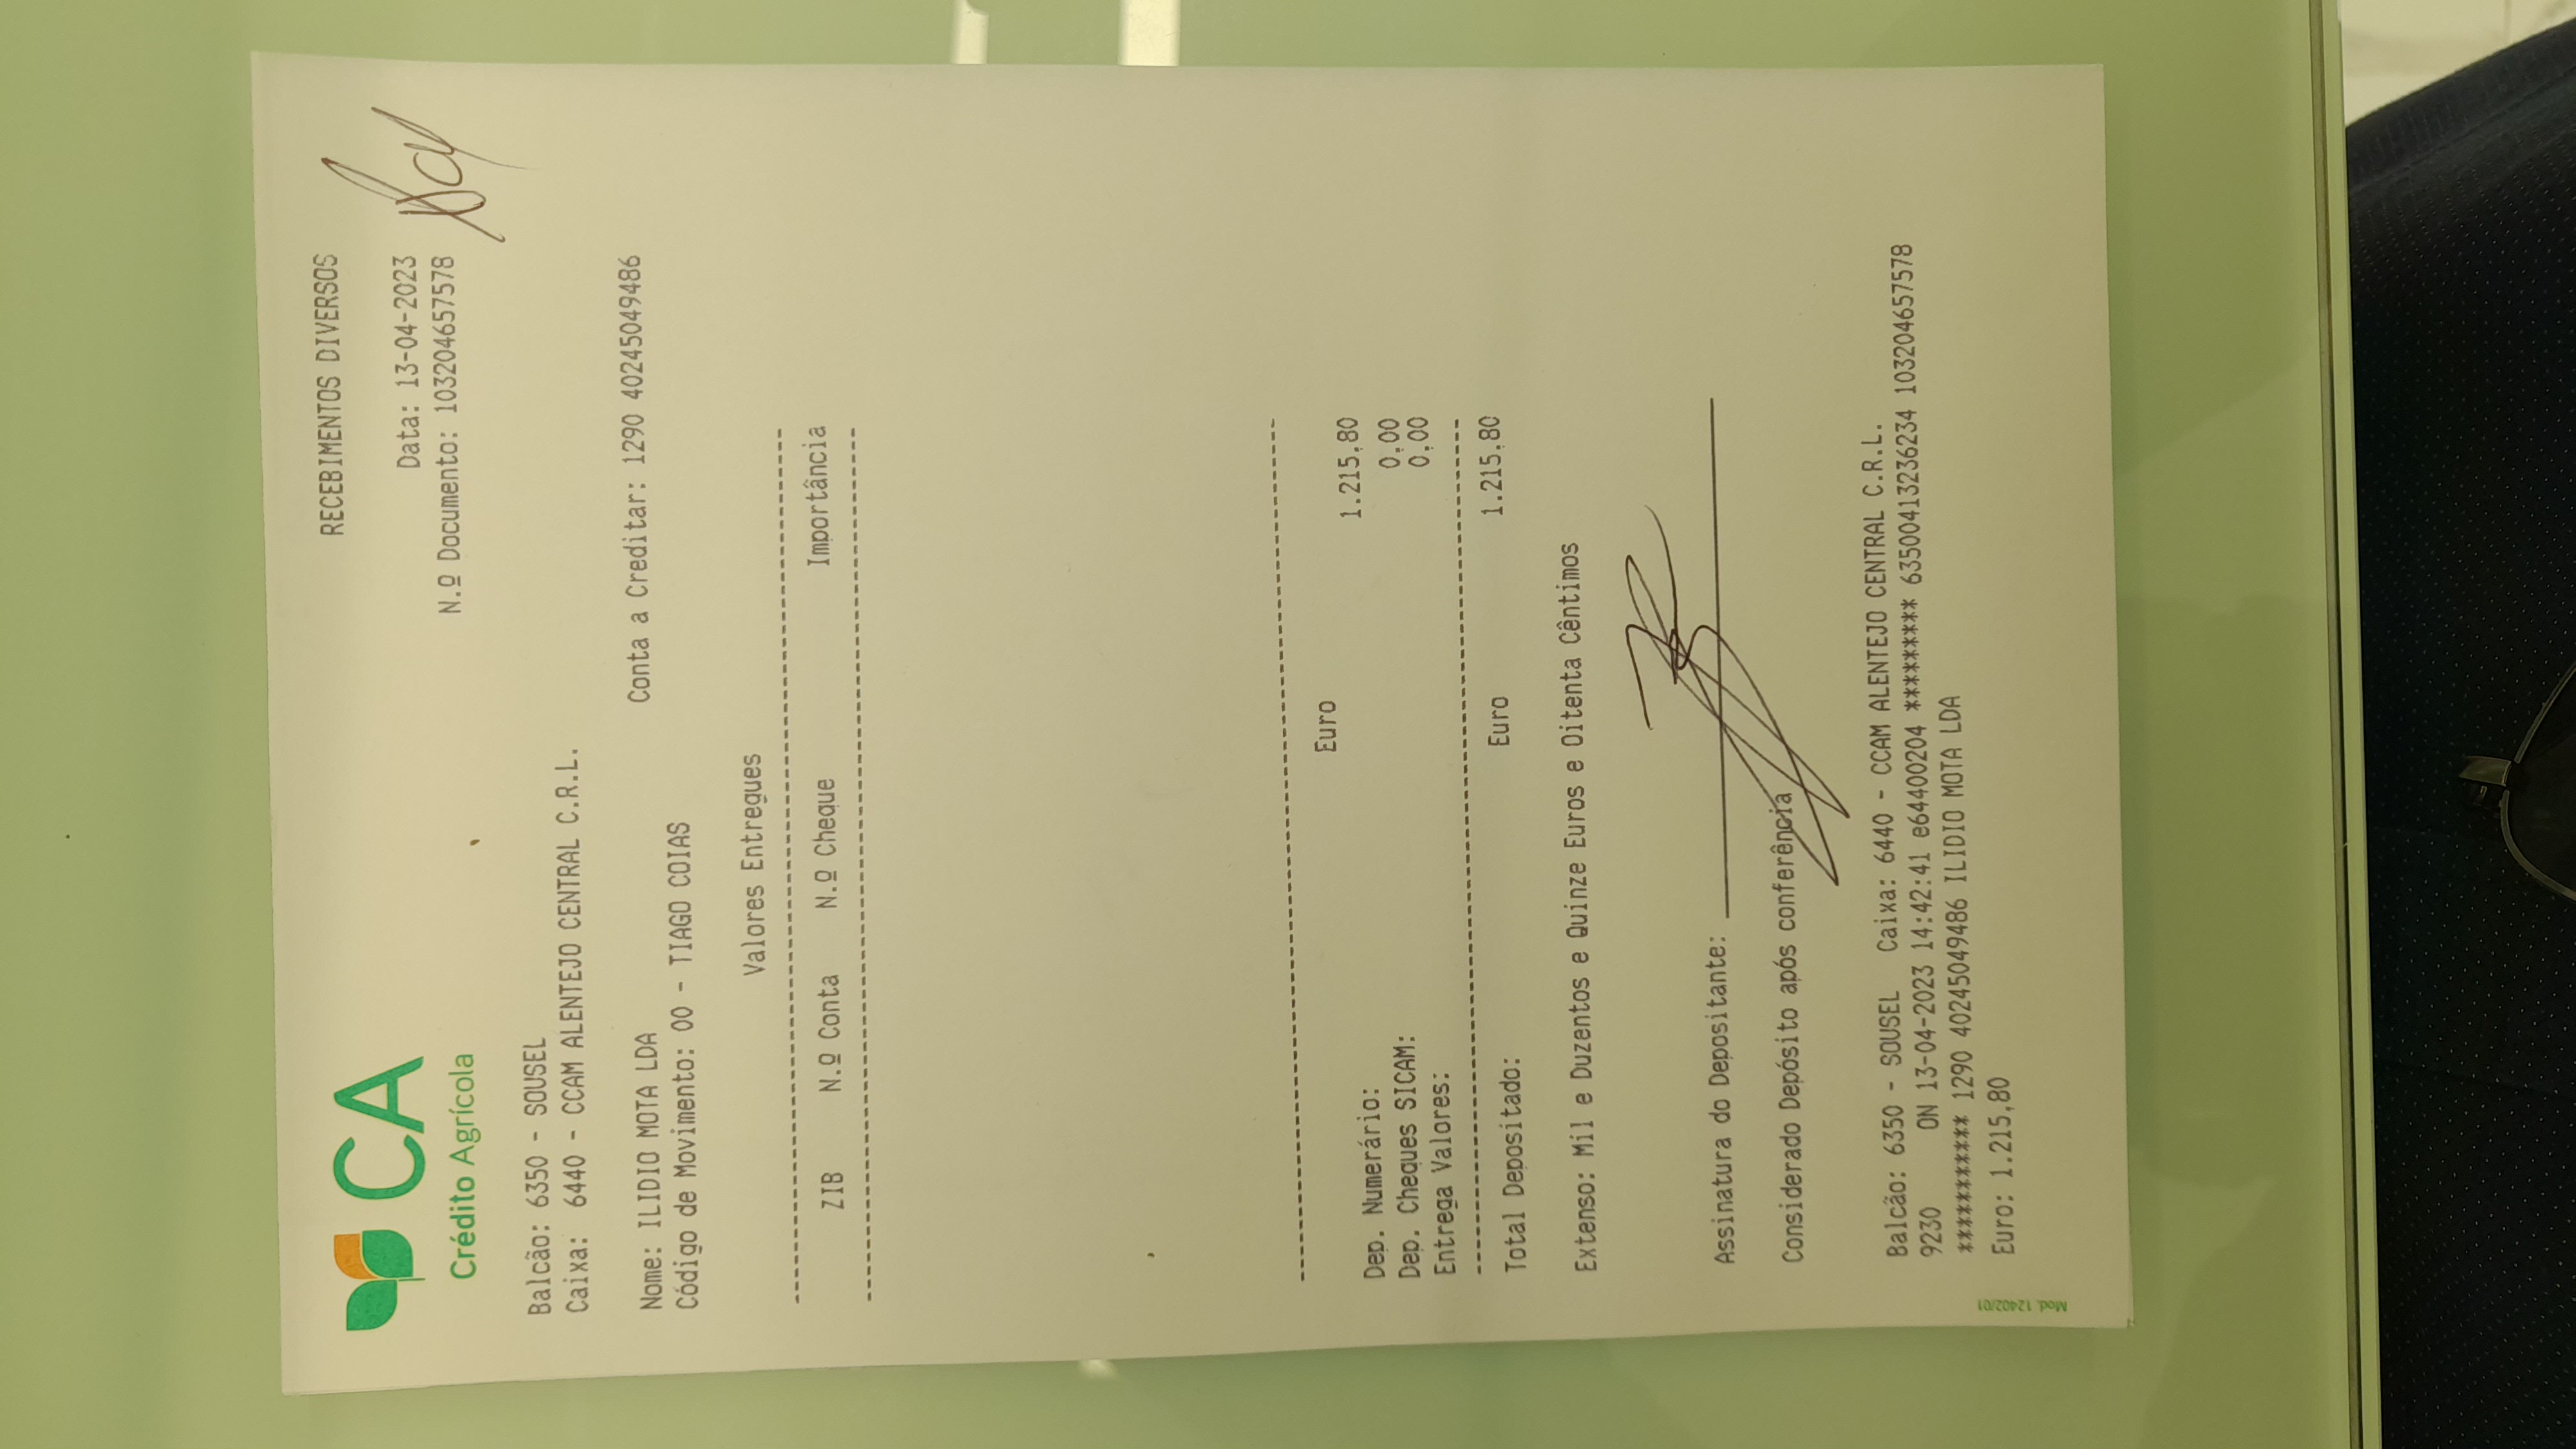 CA
Crédito Agrícola
RECEBIMENTOS DIVERSOS
Data: 13-04-2023
N.º Documento: 103204657578
Balcão: 6350 - SOUSEL
Caixa: 6440 - CCAM ALENTEJO CENTRAL C.R.L.
Conta a Creditar: 1290 40245049486
Nome: ILIDIO MOTA LDA
Código de Movimento: 00 - TIAGO COIAS
Valores Entregues
ZIB N.º Conta N.º Cheque Importância
Euro
Dep. Numerário: 1.215,80
Dep. Cheques SICAM: 0,00
Entrega Valores: 0,00
Total Depositado: Euro 1.215,80
Extenso: Mil e Duzentos e Quinze Euros e Oitenta Cêntimos
Assinatura do Depositante:
Considerado Depósito após conferência
Balcão: 6350 - SOUSEL Caixa: 6440 - CCAM ALENTEJO CENTRAL C.R.L.
9230 ON 13-04-2023 14:42:41 e6440204 ******** 63500413236234 103204657578
*********** 1290 40245049486 ILIDIO MOTA LDA
Euro: 1.215,80
Mod. 12402/01